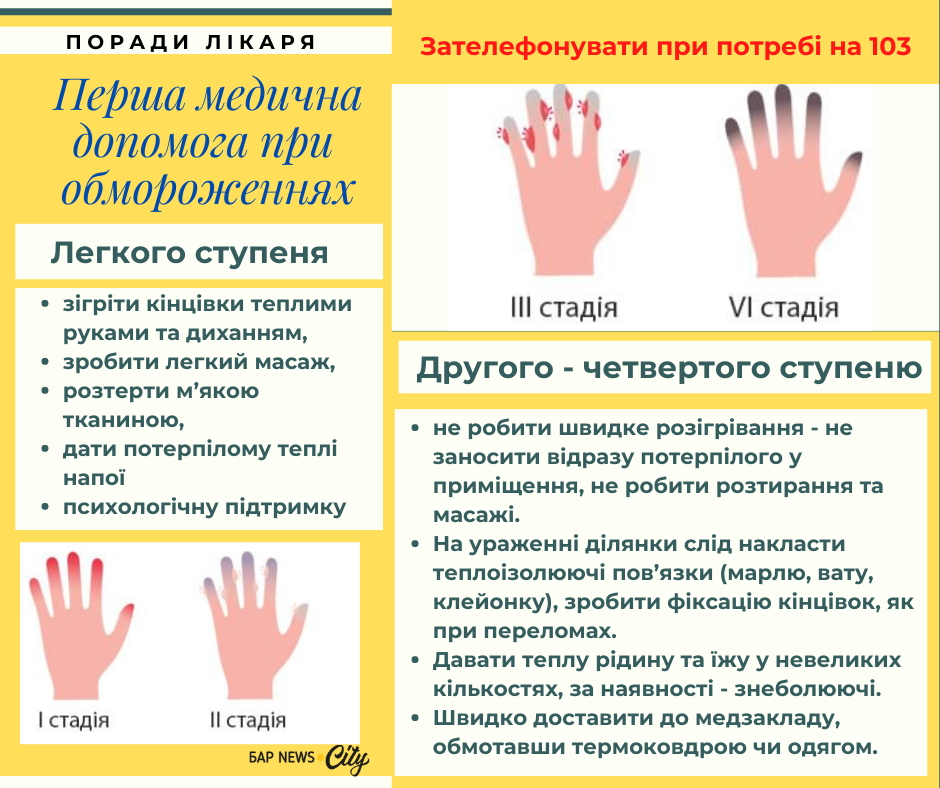 ПОРАДИ ЛІКАРЯ
Перша медична
допомога при
обмороженнях
Легкого ступеня
• зігріти кінцівки теплими
руками та диханням,
• зробити легкий масаж,
• розтерти м’якою
тканиною,
• дати потерпілому теплі
напої
• психологічну підтримку
I стадія
II стадія
БАР NEWS City
Зателефонувати при потребі на 103
III стадія
VI стадія
Другого - четвертого ступеню
• не робити швидке розігрівання - не
заносити відразу потерпілого у
приміщення, не робити розтирання та
масажі.
• На ураженні ділянки слід накласти
теплоізолюючі пов’язки (марлю, вату,
клейонку), зробити фіксацію кінцівок, як
при переломах.
• Давати теплу рідину та їжу у невеликих
кількостях, за наявності - знеболюючі.
• Швидко доставити до медзакладу,
обмотавши термоковдрою чи одягом.